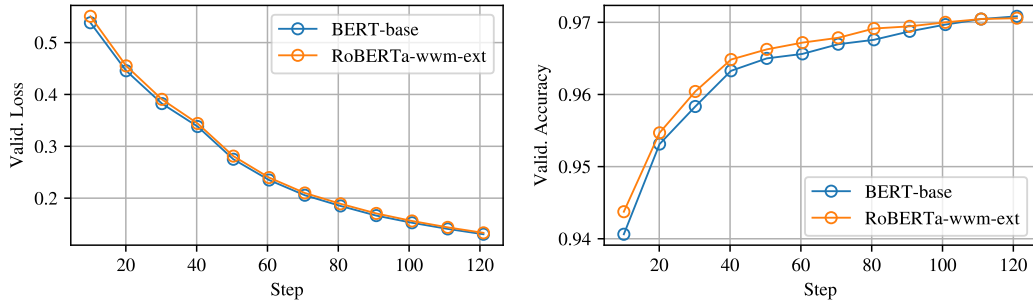 0.5
0.4
0.3
0.2
Valid. Loss
BERT-base
RoBERTa-wwm-ext
20
40
60
80
100
120
Step
0.97
0.96
0.95
0.94
Valid. Accuracy
BERT-base
RoBERTa-wwm-ext
20
40
60
80
100
120
Step